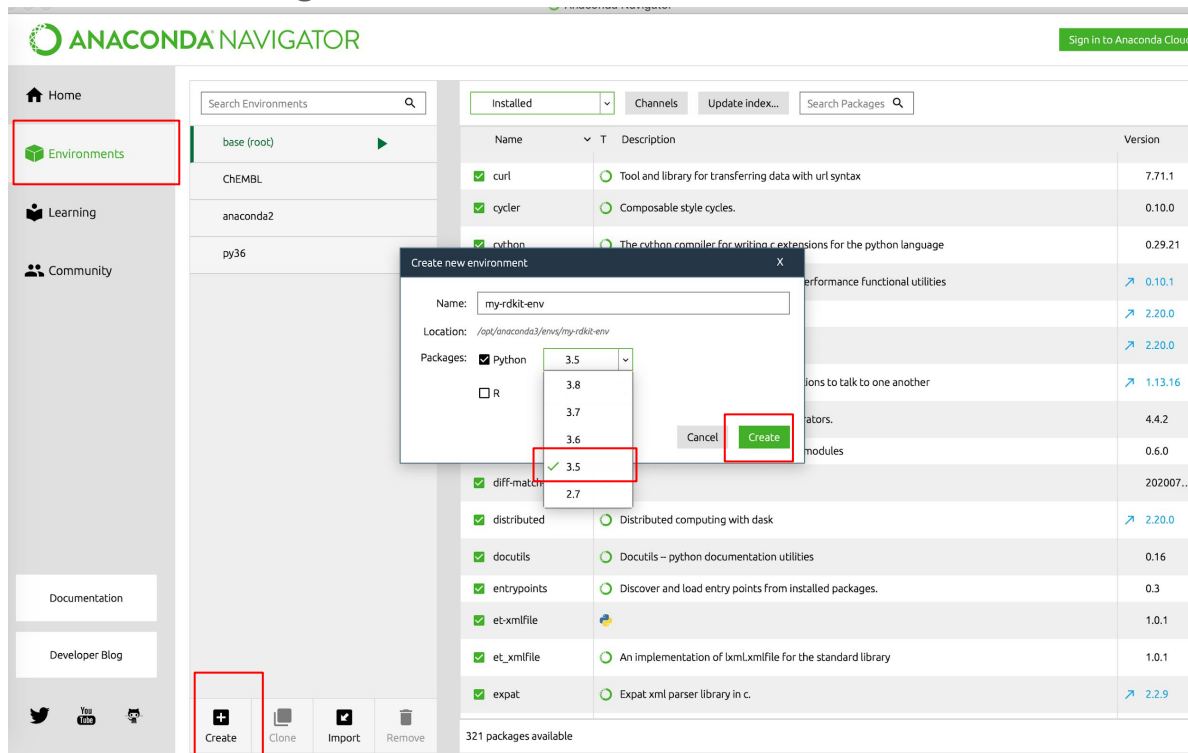 Anaconda Navigator
ANACONDA NAVIGATOR
Sign in to Anaconda Cloud
Home
Environments
Learning
Community
Documentation
Developer Blog
You
Tube
Search Environments
base (root)
ChEMBL
anaconda2
py36
Create
Clone
Import
Remove
Installed
Channels
Update index...
Search Packages
Name T Description Version
curl Tool and library for transferring data with url syntax 7.71.1
cycler Composable style cycles. 0.10.0
cython The cython compiler for writing c extensions for the python language 0.29.21
erformance functional utilities 0.10.1
2.20.0
2.20.0
ions to talk to one another 1.13.16
rators. 4.4.2
modules 0.6.0
diff-match- 202007..
distributed Distributed computing with dask 2.20.0
docutils Docutils -- python documentation utilities 0.16
entrypoints Discover and load entry points from installed packages. 0.3
et-xmlfile 1.0.1
et_xmlfile An implementation of lxml.xmlfile for the standard library 1.0.1
expat Expat xml parser library in c. 2.2.9
321 packages available
Create new environment X
Name: my-rdkit-env
Location: /opt/anaconda3/envs/my-rdkit-env
Packages: Python 3.5
R
3.8
3.7
3.6
3.5
2.7
Cancel
Create